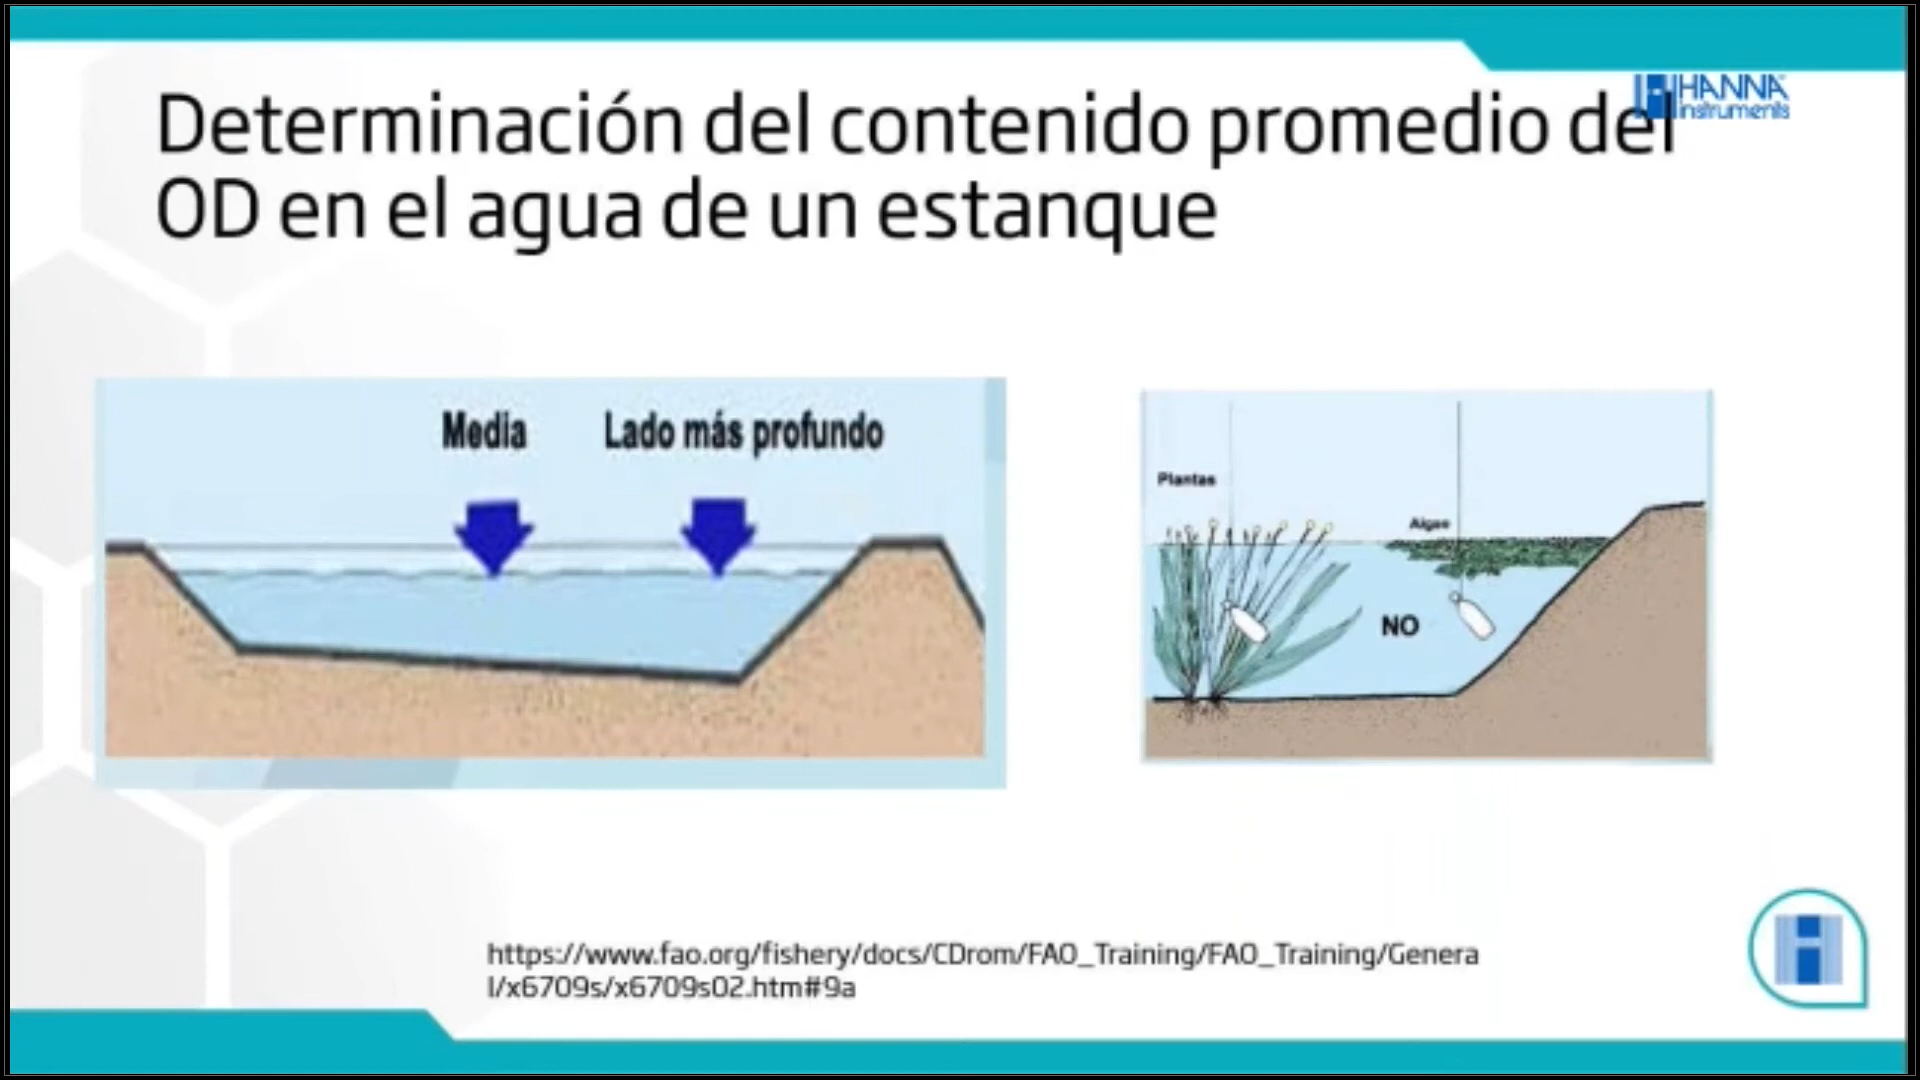 HANNA
instruments
Determinación del contenido promedio del
OD en el agua de un estanque
Media
Lado más profundo
Plantas
Algae
NO
https://www.fao.org/fishery/docs/CDrom/FAO_Training/FAO_Training/Genera
l/x6709s/x6709s02.htm#9a